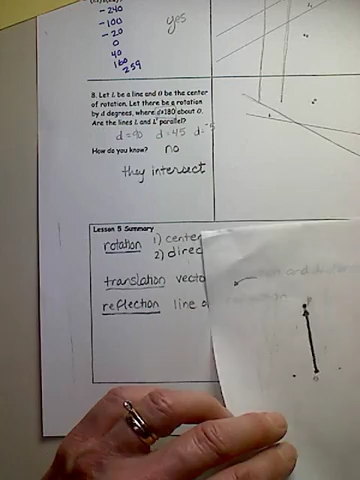 - 240
- 100
- 20
0
40
160
259
yes
8. Let L be a line and O be the center
of rotation. Let there be a rotation
by d degrees, where d≠180 about O.
Are the lines L and L' parallel?
d=90 d=45 d=-5
How do you know? no
they intersect
Lesson 5 Summary
rotation 1) center
2) direc
translation vecto
reflection line o